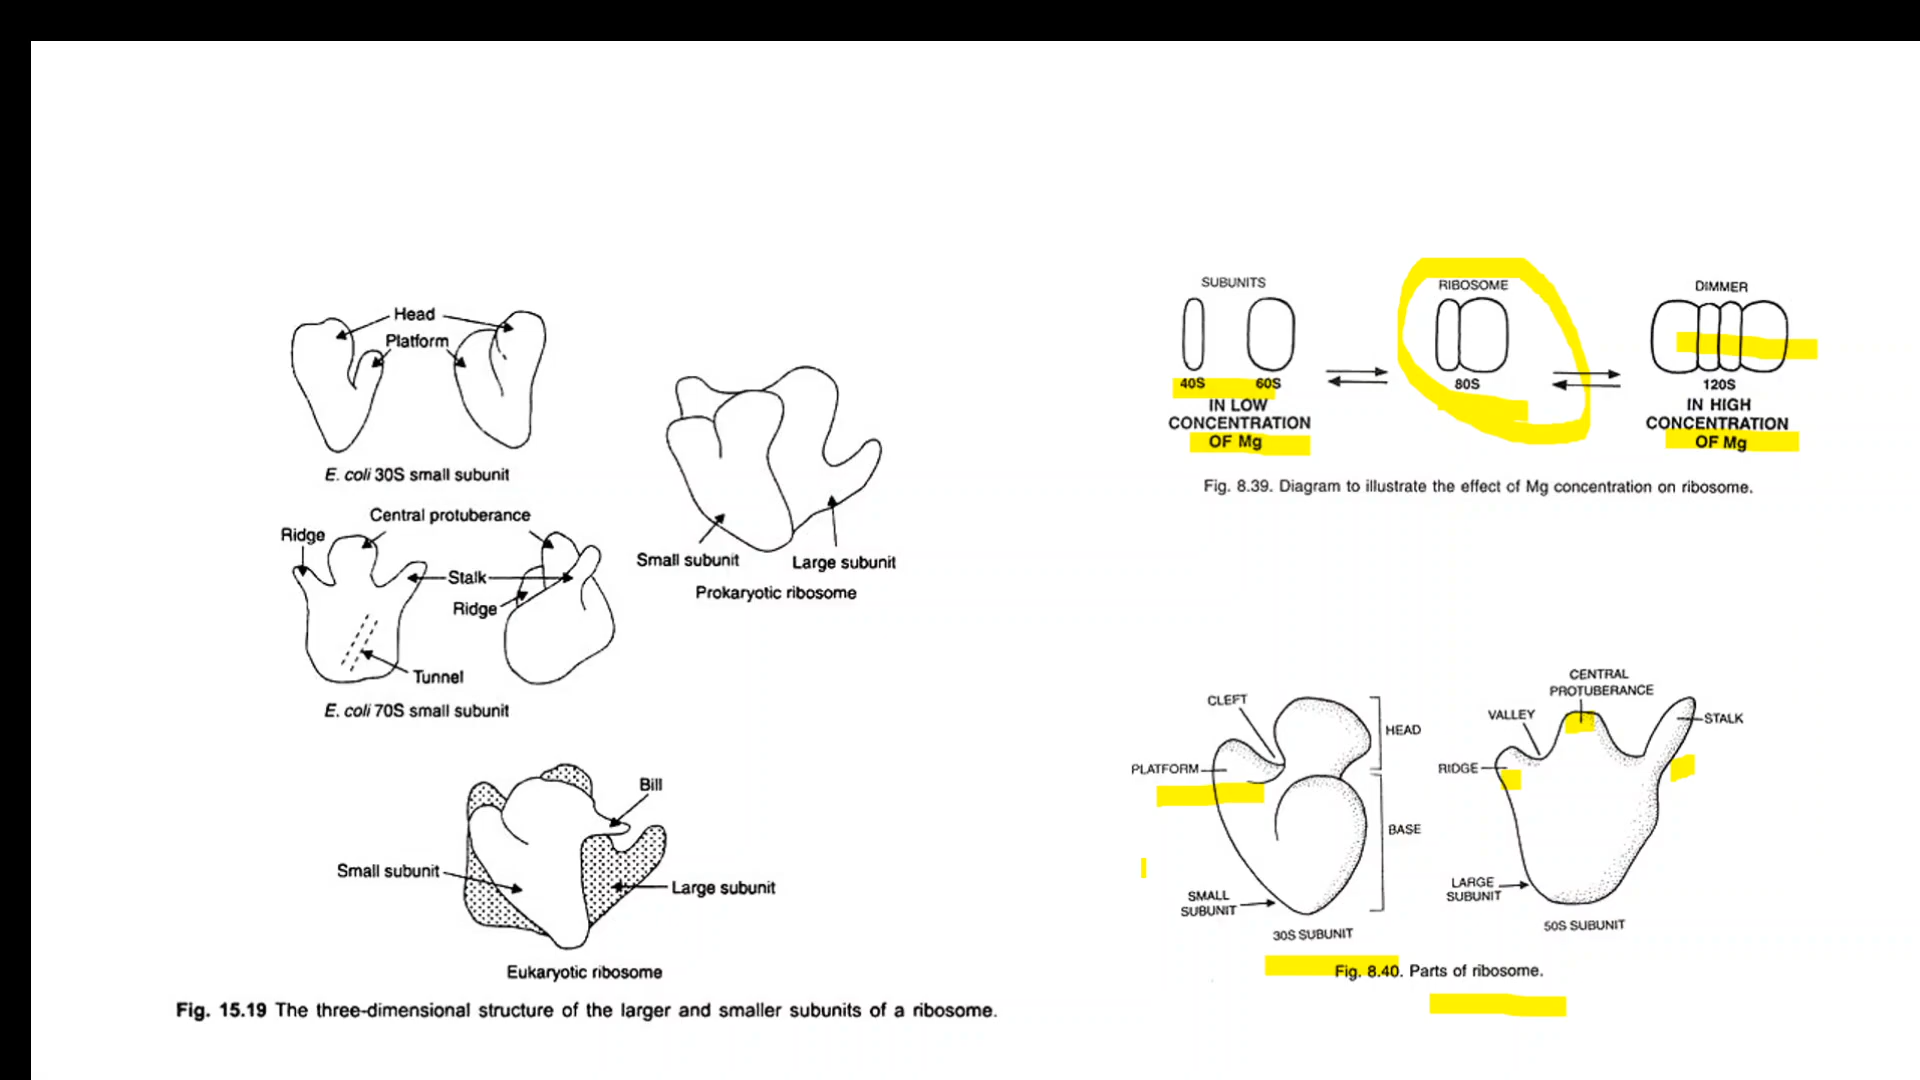 Head
Platform
E. coli 30S small subunit
Central protuberance
Ridge
Stalk
Ridge
Tunnel
E. coli 70S small subunit
Small subunit
Large subunit
Prokaryotic ribosome
Bill
Small subunit
Large subunit
Eukaryotic ribosome
Fig. 15.19 The three-dimensional structure of the larger and smaller subunits of a ribosome.
SUBUNITS
RIBOSOME
DIMMER
40S
60S
80S
120S
IN LOW
CONCENTRATION
OF Mg
IN HIGH
CONCENTRATION
OF Mg
Fig. 8.39. Diagram to illustrate the effect of Mg concentration on ribosome.
CLEFT
HEAD
PLATFORM
BASE
SMALL
SUBUNIT
30S SUBUNIT
CENTRAL
PROTUBERANCE
VALLEY
STALK
RIDGE
LARGE
SUBUNIT
50S SUBUNIT
Fig. 8.40. Parts of ribosome.